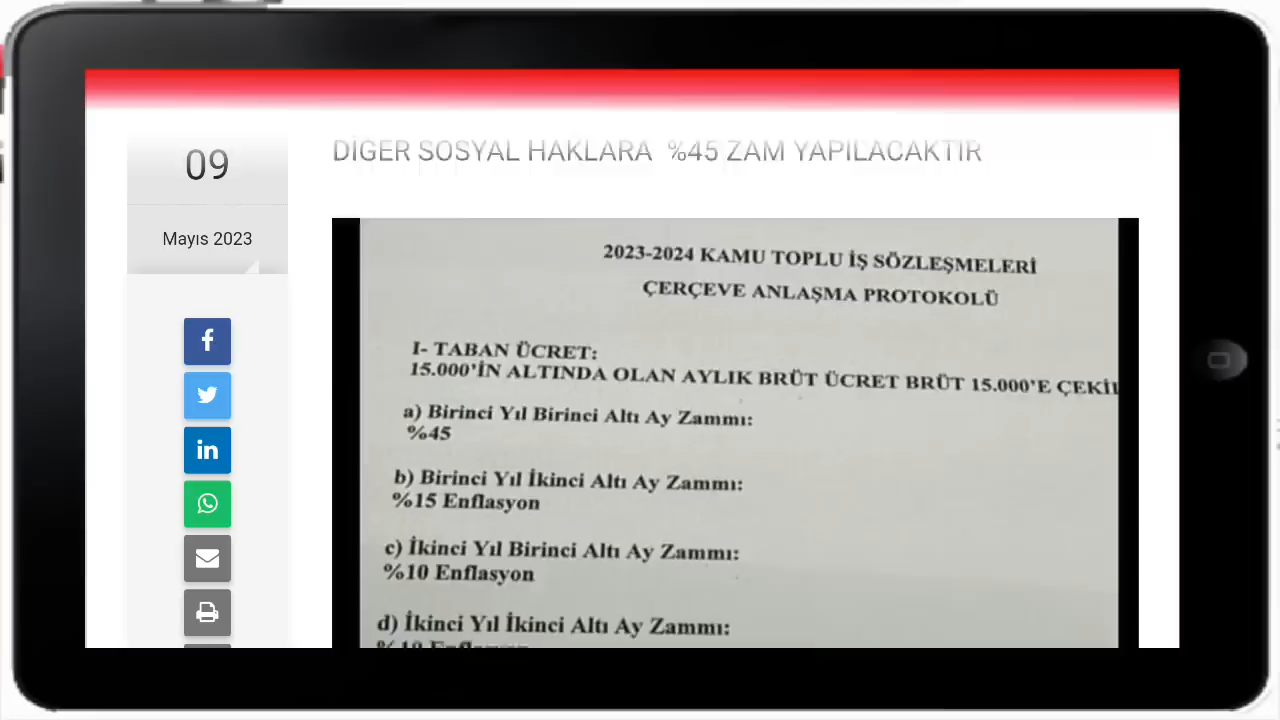 09
Mayıs 2023
DİĞER SOSYAL HAKLARA %45 ZAM YAPILACAKTIR
2023-2024 KAMU TOPLU İŞ SÖZLEŞMELERİ
ÇERÇEVE ANLAŞMA PROTOKOLÜ
I- TABAN ÜCRET:
15.000'İN ALTINDA OLAN AYLIK BRÜT ÜCRET BRÜT 15.000'E
a) Birinci Yıl Birinci Altı Ay Zammı:
%45
b) Birinci Yıl İkinci Altı Ay Zammı:
%15 Enflasyon
c) İkinci Yıl Birinci Altı Ay Zammı:
%10 Enflasyon
d) İkinci Yıl İkinci Altı Ay Zammı: